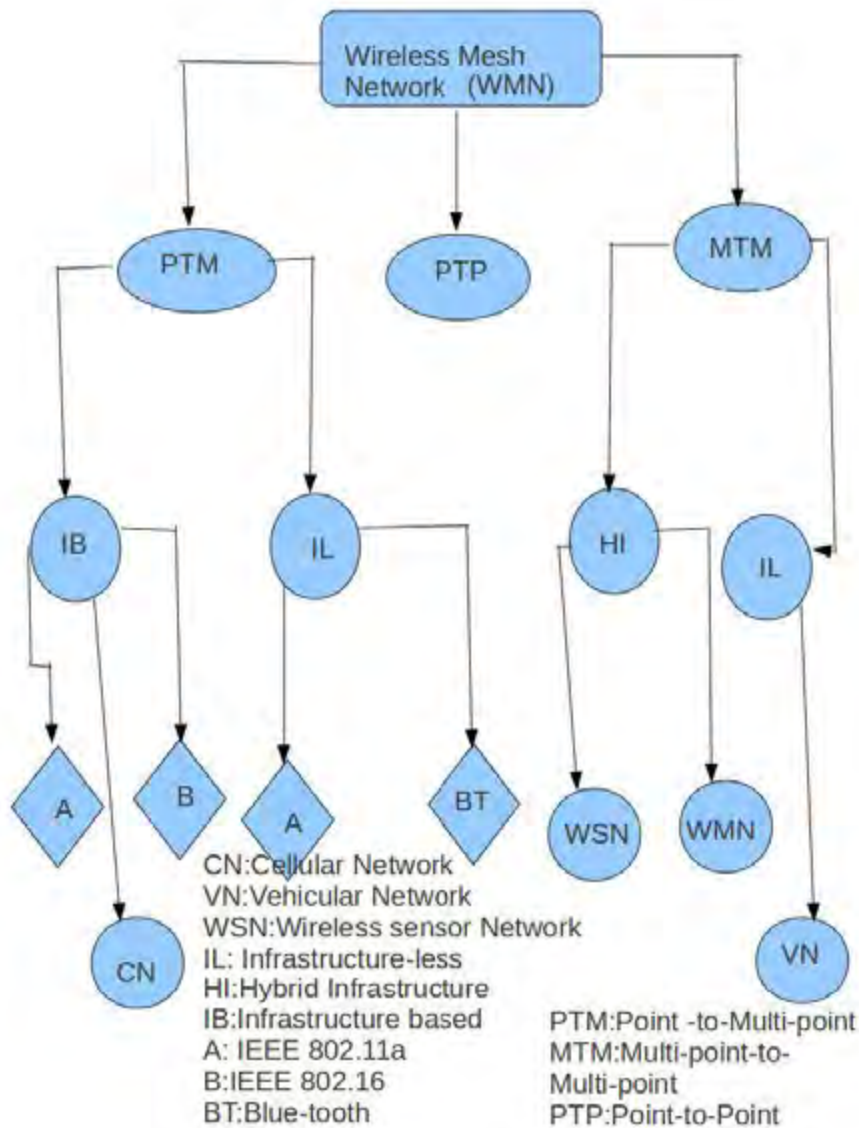 Wireless Mesh
Network (WMN)
PTM
PTP
MTM
IB
IL
HI
IL
A
B
A
BT
WSN
WMN
CN
VN
CN:Cellular Network
VN:Vehicular Network
WSN:Wireless sensor Network
IL: Infrastructure-less
HI:Hybrid Infrastructure
IB:Infrastructure based
A: IEEE 802.11a
B:IEEE 802.16
BT:Blue-tooth
PTM:Point -to-Multi-point
MTM:Multi-point-to-
Multi-point
PTP:Point-to-Point